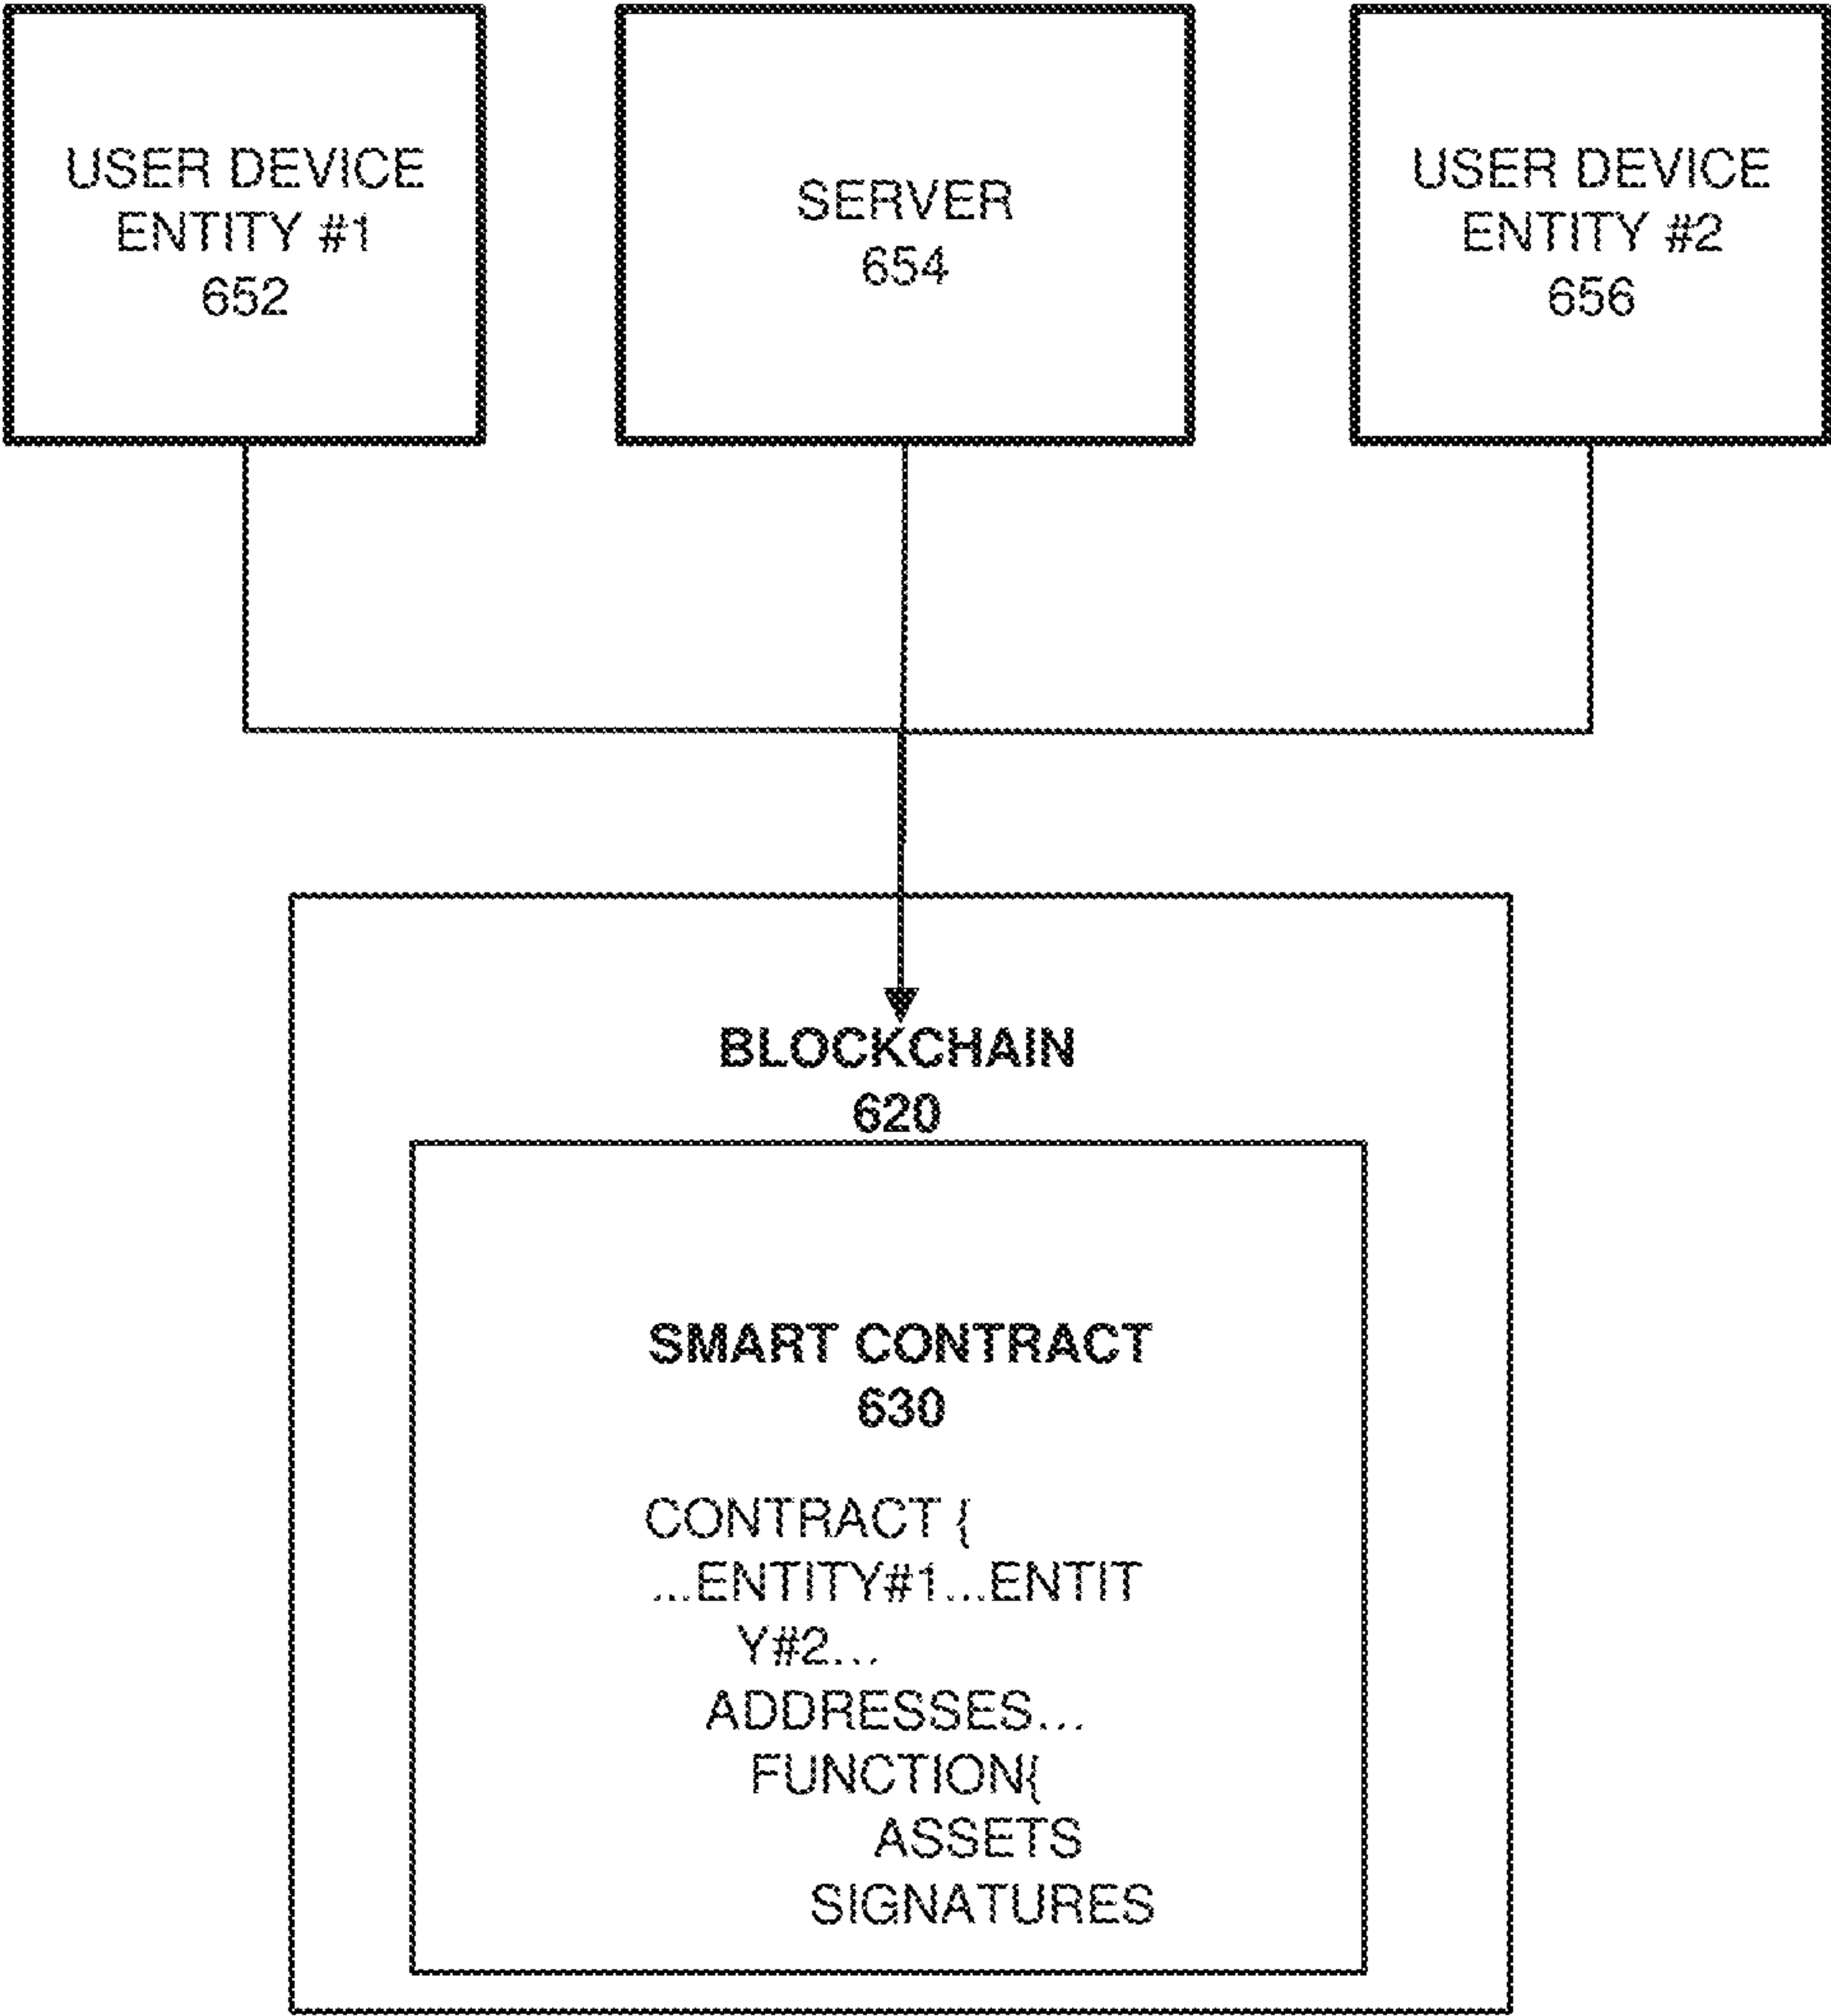 USER DEVICE
ENTITY #1
652
SERVER
654
USER DEVICE
ENTITY #2
656
BLOCKCHAIN
620
SMART CONTRACT
630
CONTRACT {
...ENTITY#1...ENTIT
Y#2...
ADDRESSES...
FUNCTION{
ASSETS
SIGNATURES